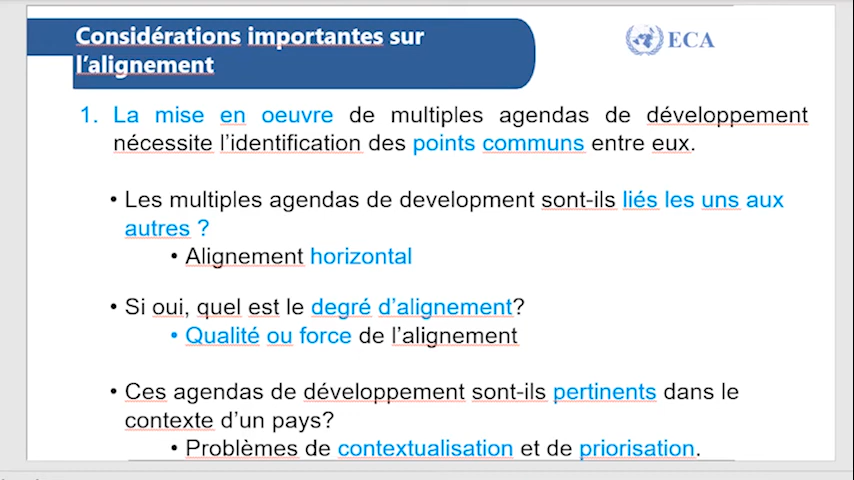 Considérations importantes sur
l'alignement
ECA
1. La mise en oeuvre de multiples agendas de développement
nécessite l'identification des points communs entre eux.
• Les multiples agendas de development sont-ils liés les uns aux
autres ?
• Alignement horizontal
• Si oui, quel est le degré d'alignement?
• Qualité ou force de l'alignement
• Ces agendas de développement sont-ils pertinents dans le
contexte d'un pays?
• Problèmes de contextualisation et de priorisation.